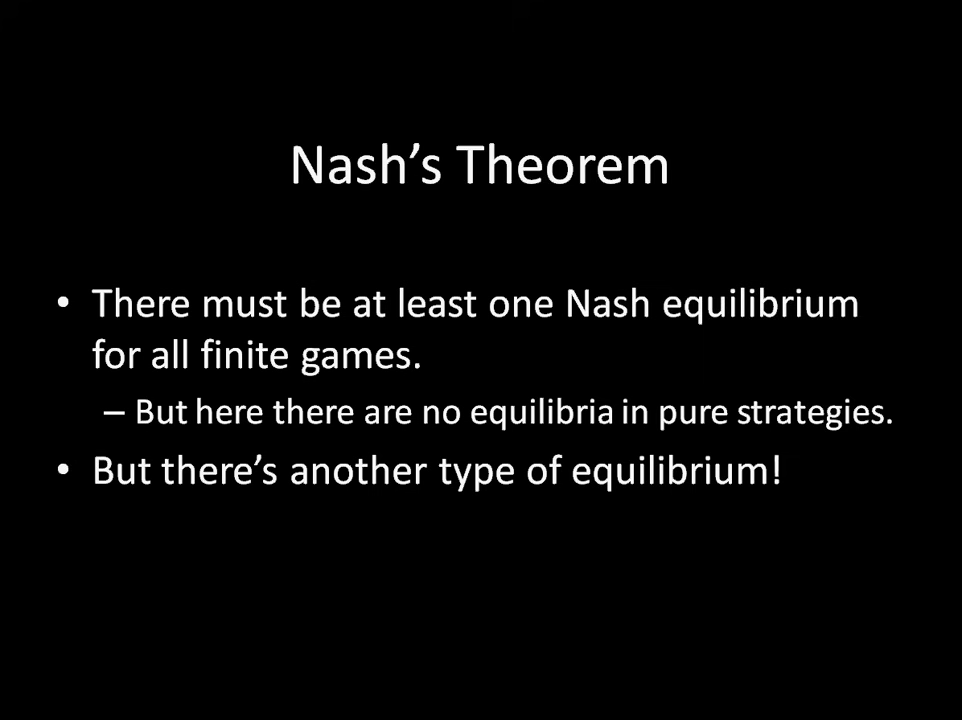 Nash’s Theorem
• There must be at least one Nash equilibrium
for all finite games.
– But here there are no equilibria in pure strategies.
• But there’s another type of equilibrium!